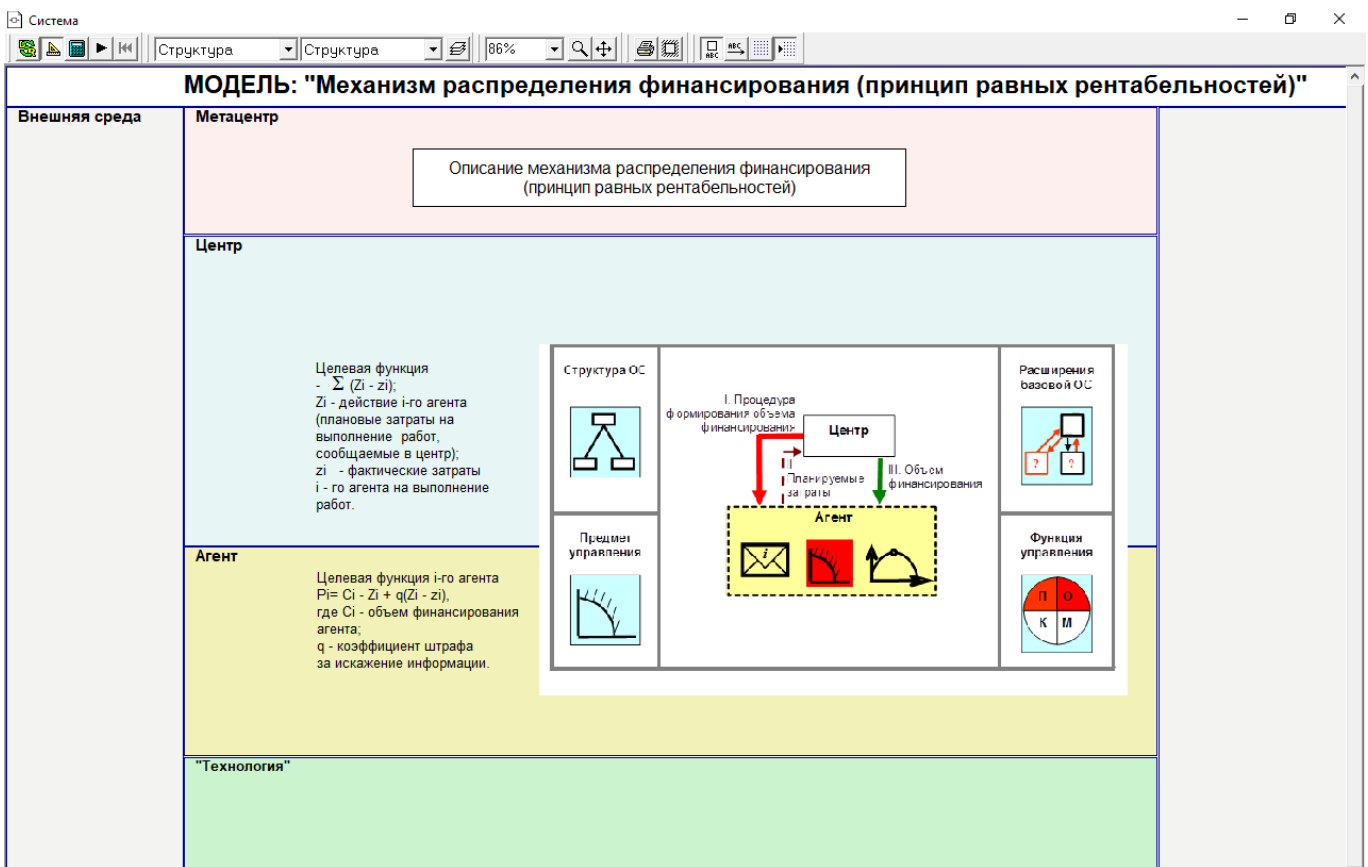 Система
Структура
Структура
86%
ABC
ABC
МОДЕЛЬ: "Механизм распределения финансирования (принцип равных рентабельностей)"
Внешняя среда
Метацентр
Описание механизма распределения финансирования
(принцип равных рентабельностей)
Центр
Целевая функция
- Σ (Zi - zi);
Zi - действие i-го агента
(плановые затраты на
выполнение работ,
сообщаемые в центр);
zi - фактические затраты
i - го агента на выполнение
работ.
Структура ОС
I. Процедура
формирования объема
финансирования
Центр
II
Планируемые
затраты
III. Объем
финансирования
Расширения
базовой ОС
? ?
Агент
i
Предмет
управления
Функция
управления
П О
К М
Агент
Целевая функция i-го агента
Pi= Ci - Zi + q(Zi - zi),
где Ci - объем финансирования
агента;
q - коэффициент штрафа
за искажение информации.
"Технология"